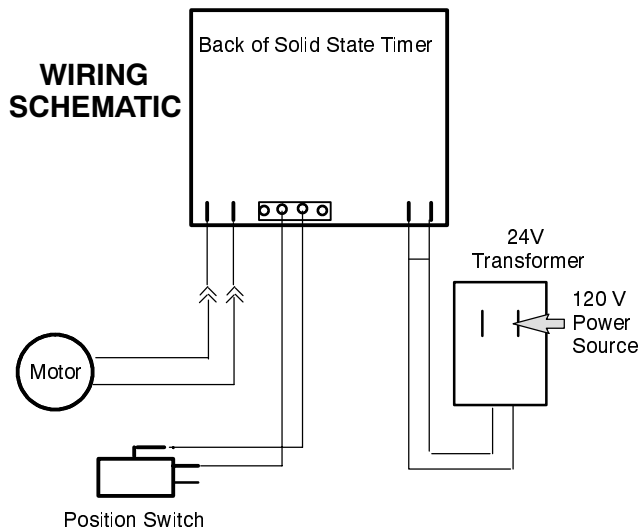 Back of Solid State Timer
WIRING
SCHEMATIC
24V
Transformer
120 V
Power
Source
Motor
Position Switch